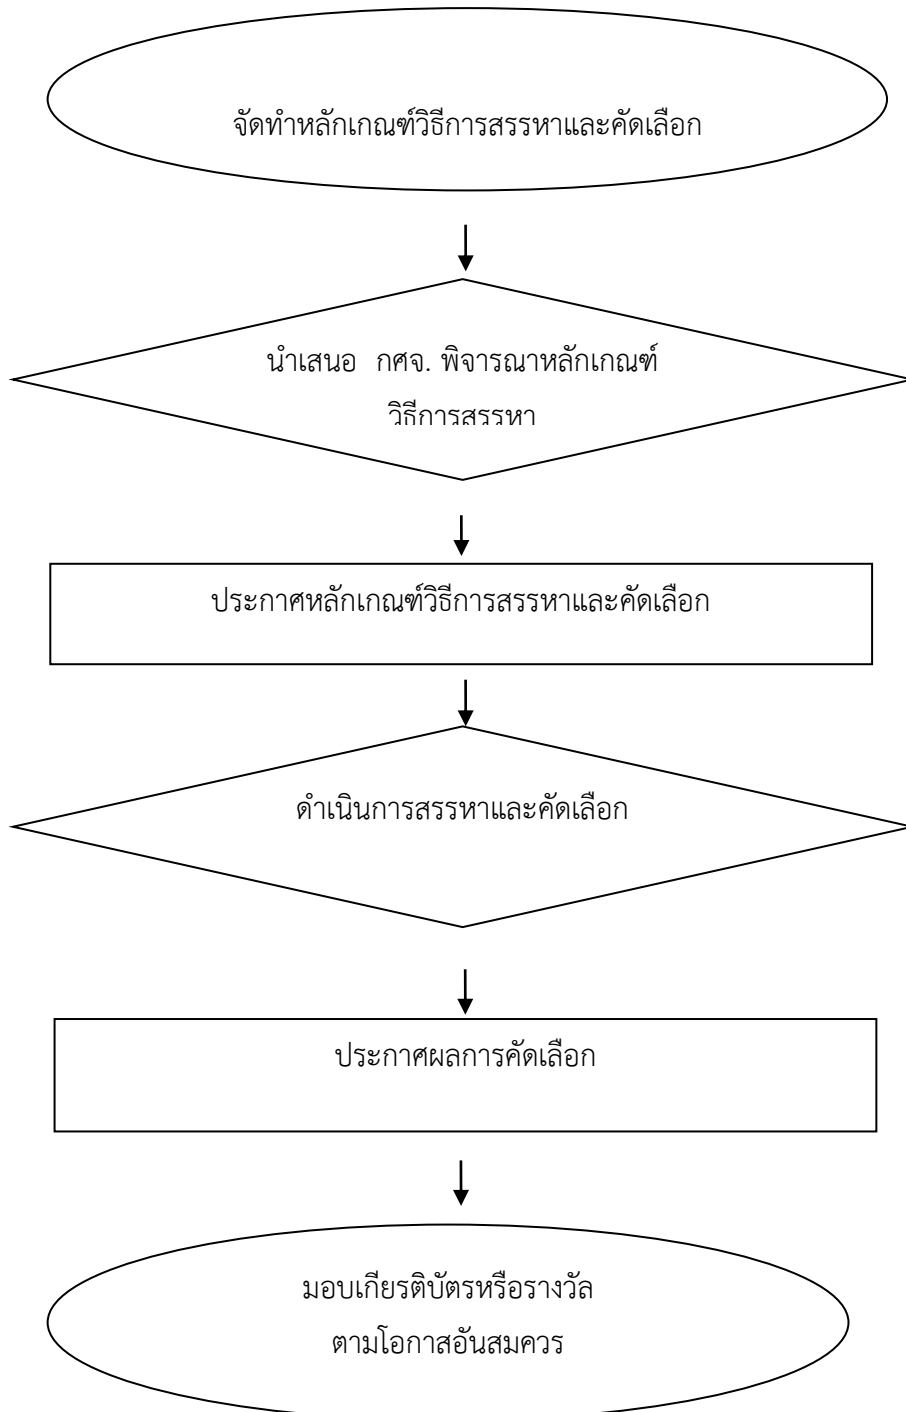 จัดทำหลักเกณฑ์วิธีการสรรหาและคัดเลือก
นำเสนอ กศจ. พิจารณาหลักเกณฑ์
วิธีการสรรหา
ประกาศหลักเกณฑ์วิธีการสรรหาและคัดเลือก
ดำเนินการสรรหาและคัดเลือก
ประกาศผลการคัดเลือก
มอบเกียรติบัตรหรือรางวัล
ตามโอกาสอันสมควร